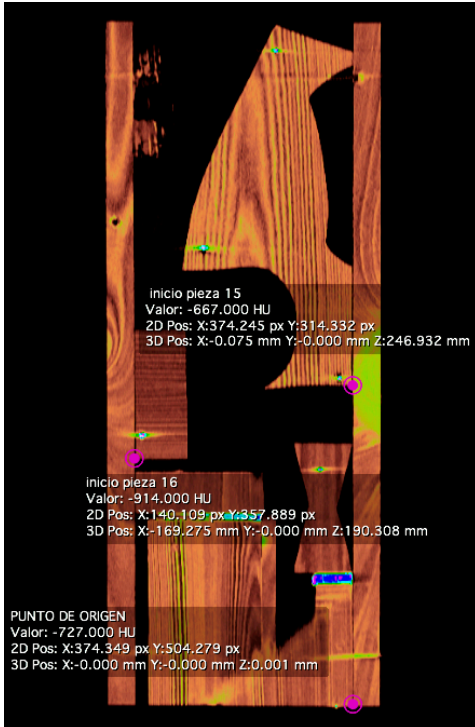 inicio pieza 15
Valor: -667.000 HU
2D Pos: X:374.245 px Y:314.332 px
3D Pos: X:-0.075 mm Y:-0.000 mm Z:246.932 mm
inicio pieza 16
Valor: -914.000 HU
2D Pos: X:140.109 px Y:357.889 px
3D Pos: X:-169.275 mm Y:-0.000 mm Z:190.308 mm
PUNTO DE ORIGEN
Valor: -727.000 HU
2D Pos: X:374.349 px Y:504.279 px
3D Pos: X:-0.000 mm Y:-0.000 mm Z:0.001 mm